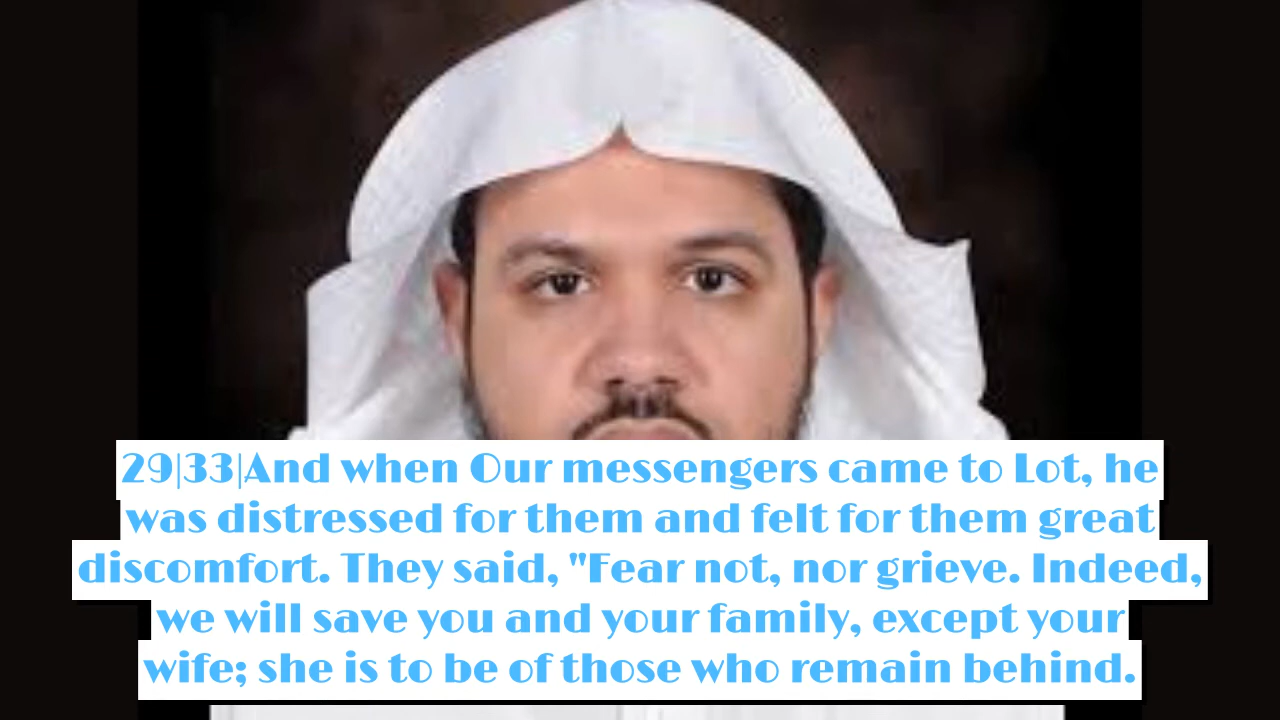 29|33|And when Our messengers came to Lot, he
was distressed for them and felt for them great
discomfort. They said, "Fear not, nor grieve. Indeed,
we will save you and your family, except your
wife; she is to be of those who remain behind.